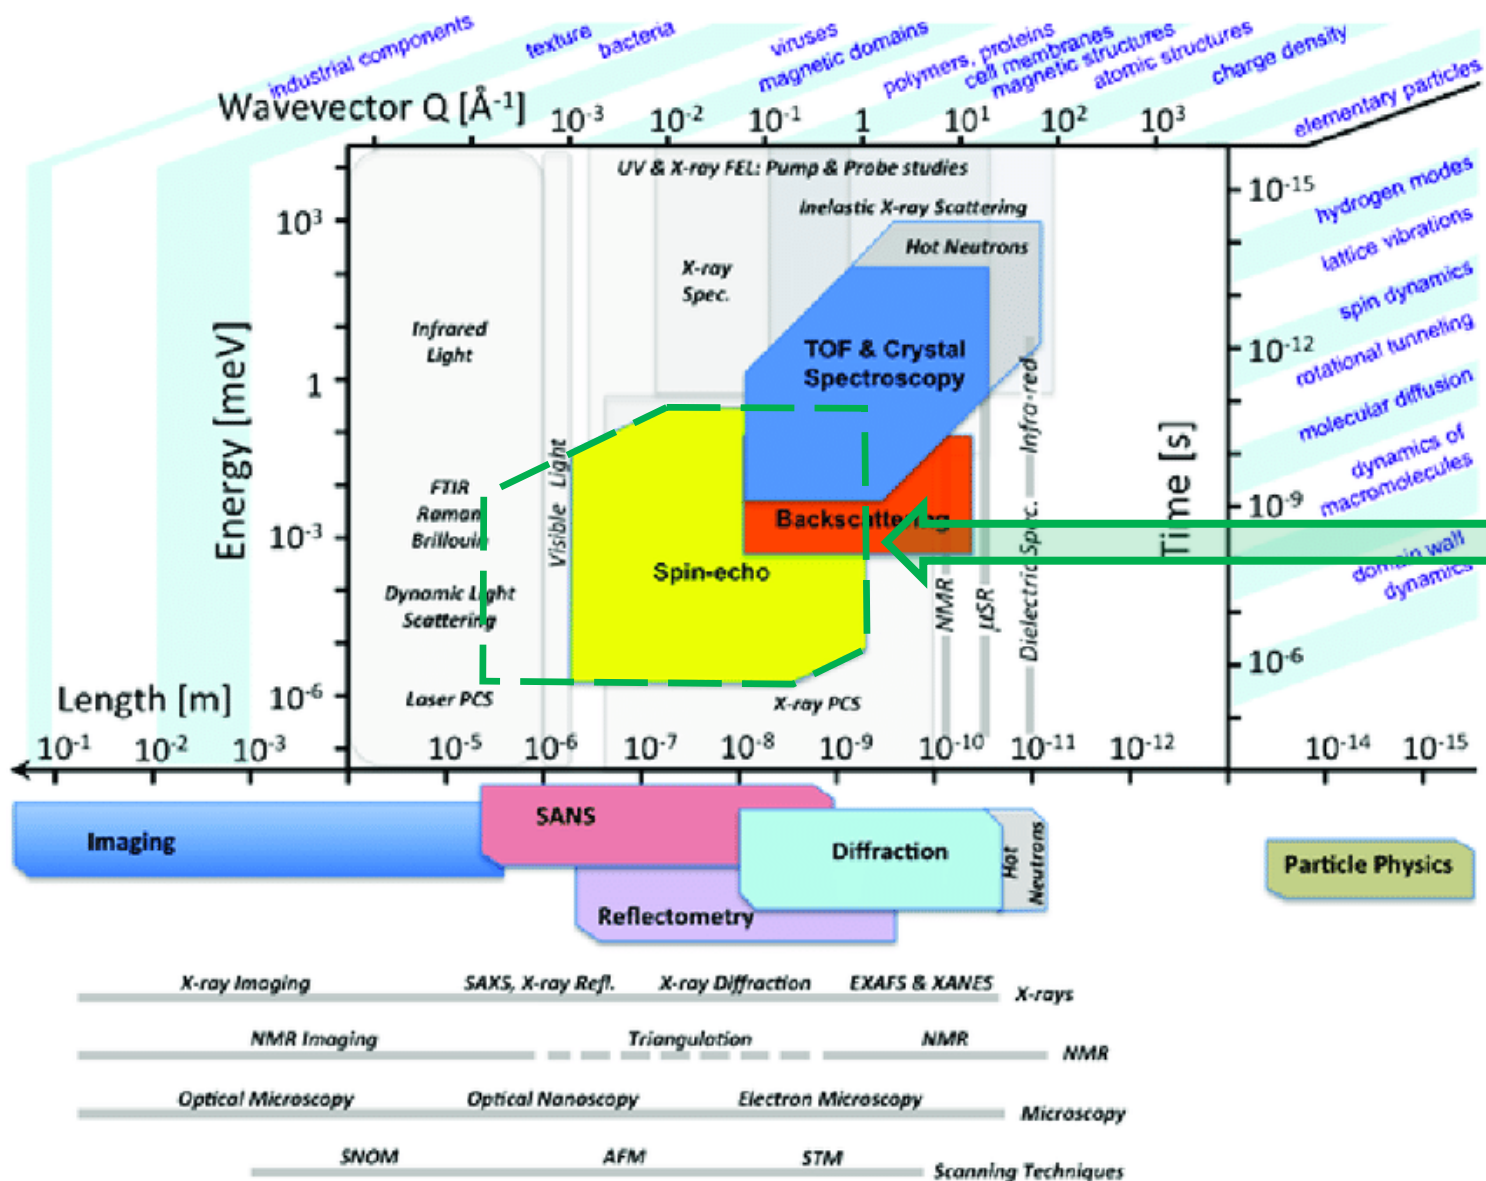 industrial components
texture
bacteria
viruses
magnetic domains
polymers, proteins
cell membranes
magnetic structures
atomic structures
charge density
elementary particles
Wavevector Q [Å-1]
10-3 10-2 10-1 1 101 102 103
UV & X-ray FEL: Pump & Probe studies
Inelastic X-ray Scattering
Hot Neutrons
X-ray
Spec.
Infrared
Light
TOF & Crystal
Spectroscopy
Energy [meV]
103
1
10-3
10-6
FTIR
Raman
Brillouin
Dynamic Light
Scattering
Laser PCS
Visible Light
Spin-echo
Backscattering
X-ray PCS
NMR
µSR
Dielectric Spec.
Infra-red
Time [s]
10-15
10-12
10-9
10-6
hydrogen modes
lattice vibrations
spin dynamics
rotational tunneling
molecular diffusion
dynamics of
macromolecules
domain wall
dynamics
Length [m]
10-1 10-2 10-3 10-5 10-6 10-7 10-8 10-9 10-10 10-11 10-12 10-14 10-15
Imaging
SANS
Diffraction
Hot
Neutrons
Reflectometry
Particle Physics
X-ray Imaging SAXS, X-ray Refl. X-ray Diffraction EXAFS & XANES X-rays
NMR Imaging Triangulation NMR NMR
Optical Microscopy Optical Nanoscopy Electron Microscopy Microscopy
SNOM AFM STM Scanning Techniques